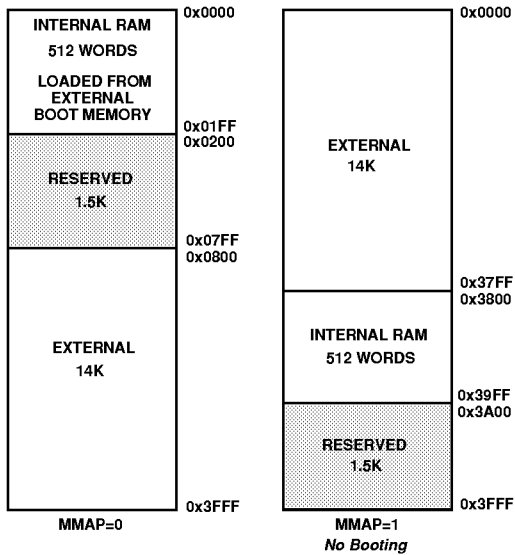 0x0000
INTERNAL RAM
512 WORDS
LOADED FROM
EXTERNAL
BOOT MEMORY
0x01FF
0x0200
RESERVED
1.5K
0x07FF
0x0800
EXTERNAL
14K
0x3FFF
MMAP=0
0x0000
EXTERNAL
14K
0x37FF
0x3800
INTERNAL RAM
512 WORDS
0x39FF
0x3A00
RESERVED
1.5K
0x3FFF
MMAP=1
No Booting